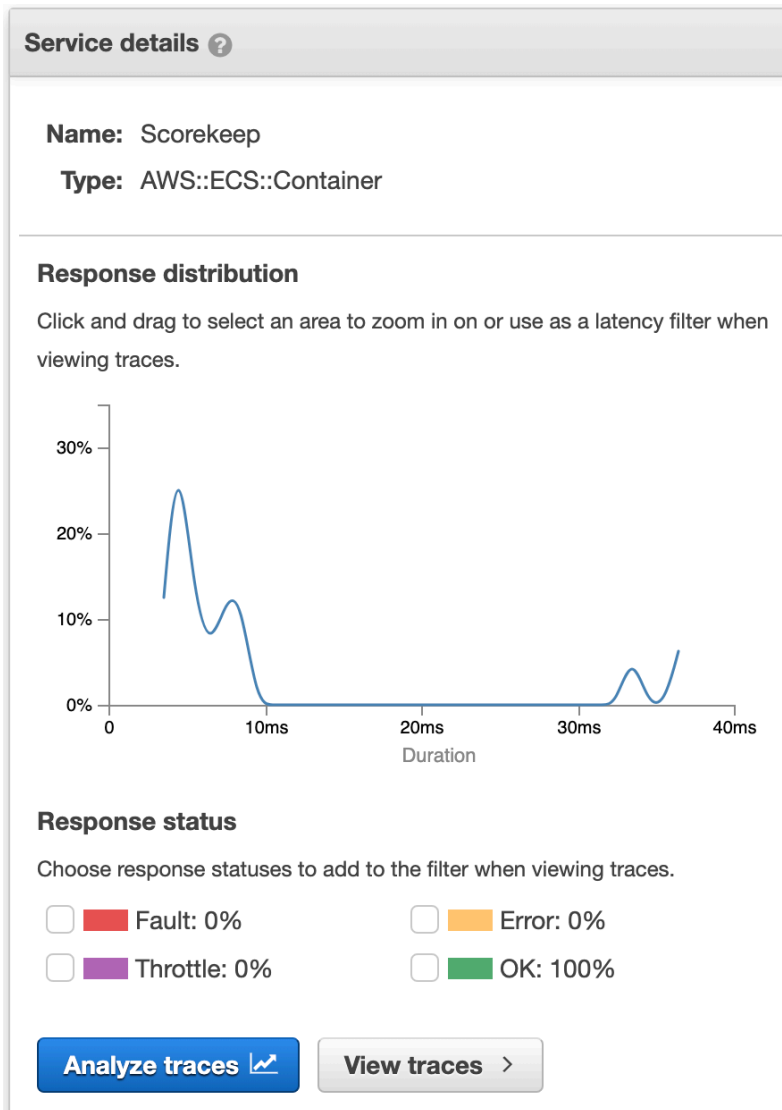 Service details ?
Name: Scorekeep
Type: AWS::ECS::Container
Response distribution
Click and drag to select an area to zoom in on or use as a latency filter when
viewing traces.
30%
20%
10%
0%
0 10ms 20ms 30ms 40ms
Duration
Response status
Choose response statuses to add to the filter when viewing traces.
Fault: 0% Error: 0%
Throttle: 0% OK: 100%
Analyze traces View traces >